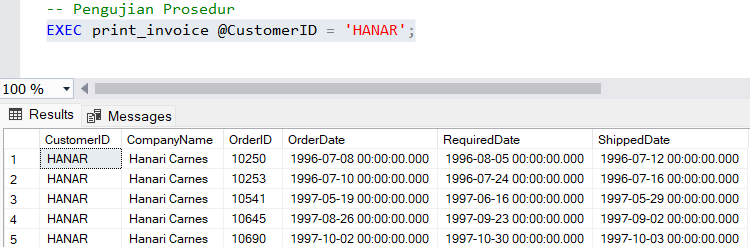 -- Pengujian Prosedur
EXEC print_invoice @CustomerID = 'HANAR';
100 %
Results Messages
CustomerID CompanyName OrderID OrderDate RequiredDate ShippedDate
1 HANAR Hanari Carnes 10250 1996-07-08 00:00:00.000 1996-08-05 00:00:00.000 1996-07-12 00:00:00.000
2 HANAR Hanari Carnes 10253 1996-07-10 00:00:00.000 1996-07-24 00:00:00.000 1996-07-16 00:00:00.000
3 HANAR Hanari Carnes 10541 1997-05-19 00:00:00.000 1997-06-16 00:00:00.000 1997-05-29 00:00:00.000
4 HANAR Hanari Carnes 10645 1997-08-26 00:00:00.000 1997-09-23 00:00:00.000 1997-09-02 00:00:00.000
5 HANAR Hanari Carnes 10690 1997-10-02 00:00:00.000 1997-10-30 00:00:00.000 1997-10-03 00:00:00.000